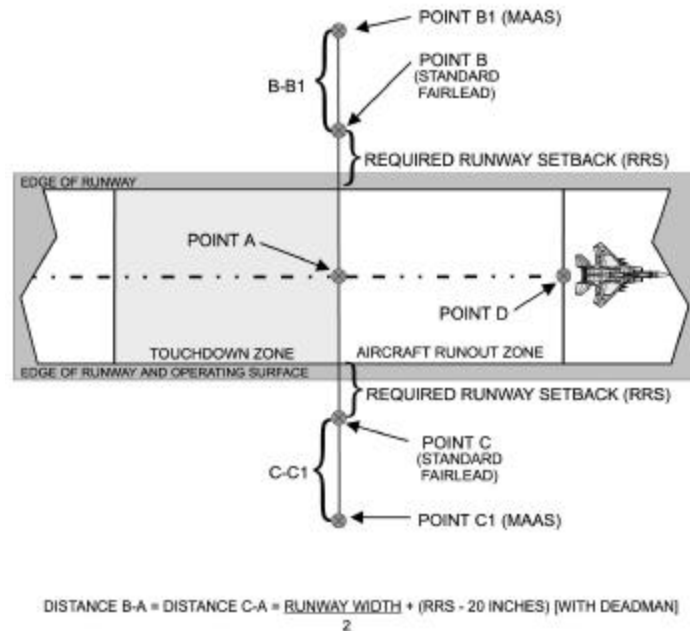 POINT B1 (MAAS)
POINT B
(STANDARD
FAIRLEAD)
B-B1
REQUIRED RUNWAY SETBACK (RRS)
EDGE OF RUNWAY
POINT A
POINT D
TOUCHDOWN ZONE
AIRCRAFT RUNOUT ZONE
EDGE OF RUNWAY AND OPERATING SURFACE
REQUIRED RUNWAY SETBACK (RRS)
POINT C
(STANDARD
FAIRLEAD)
C-C1
POINT C1 (MAAS)
DISTANCE B-A = DISTANCE C-A = RUNWAY WIDTH + (RRS - 20 INCHES) [WITH DEADMAN]
2